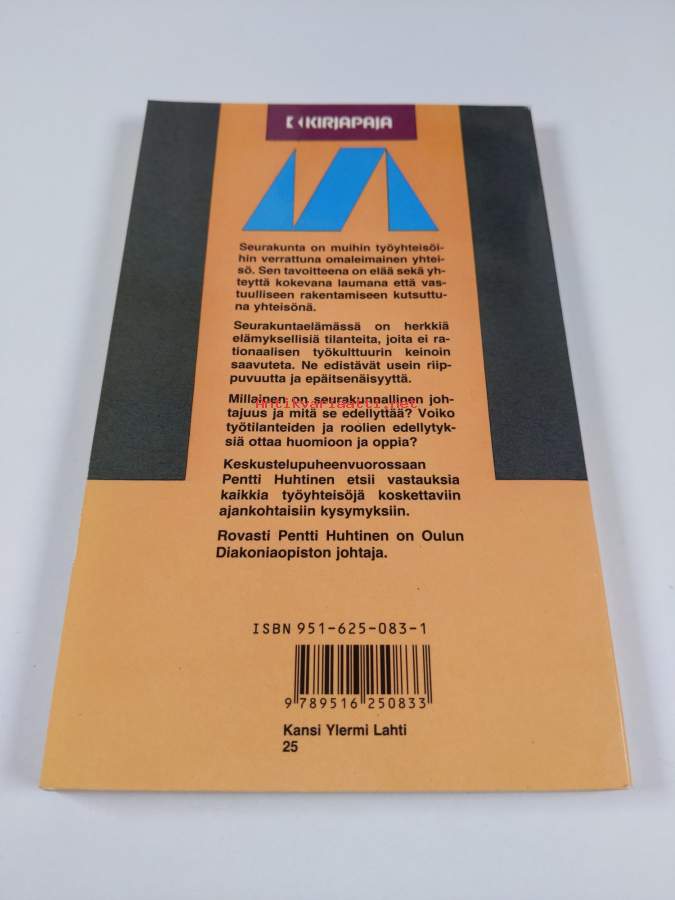 KIRJAPAJA
Seurakunta on muihin työyhteisöi-
hin verrattuna omaleimainen yhtei-
sö. Sen tavoitteena on elää sekä yh-
teyttä kokevana laumana että vas-
tuulliseen rakentamiseen kutsuttu-
na yhteisönä.
Seurakuntaelämässä on herkkiä
elämyksellisiä tilanteita, joita ei ra-
tionaalisen työkulttuurin keinoin
saavuteta. Ne edistävät usein riip-
puvuutta ja epäitsenäisyyttä.
Millainen on seurakunnallinen joh-
Antikvariaatti.net
tajuus ja mitä se edellyttää? Voiko
työtilanteiden ja roolien edellytyk-
siä ottaa huomioon ja oppia?
Keskustelupuheenvuorossaan
Pentti Huhtinen etsii vastauksia
kaikkia työyhteisöjä koskettaviin
ajankohtaisiin kysymyksiin.
Rovasti Pentti Huhtinen on Oulun
Diakoniaopiston johtaja.
ISBN 951-625-083-1
9 789516 250833
Kansi Ylermi Lahti
25